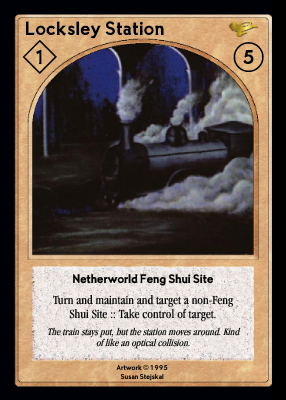 Locksley Station
1
5
Netherworld Feng Shui Site
Turn and maintain and target a non-Feng
Shui Site :: Take control of target.
The train stays put, but the station moves around. Kind
of like an optical collision.
Artwork © 1995
Susan Stejskal